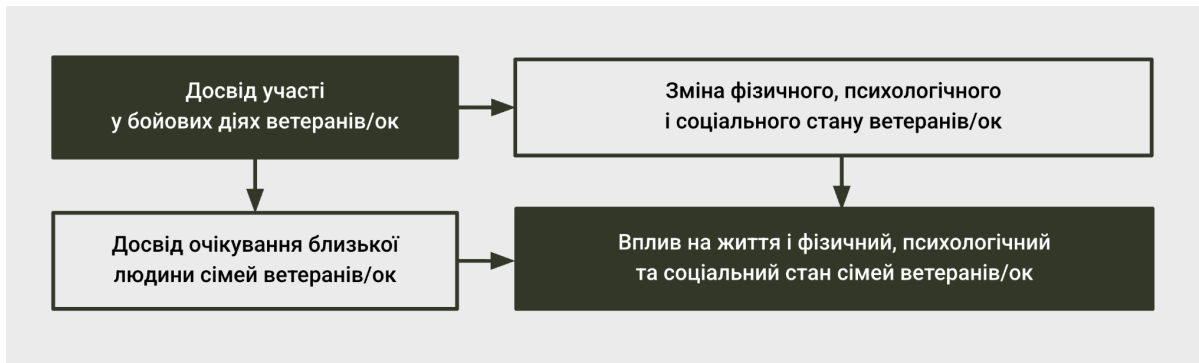 Досвід участі
у бойових діях ветеранів/ок
Зміна фізичного, психологічного
і соціального стану ветеранів/ок
Досвід очікування близької
людини сімей ветеранів/ок
Вплив на життя і фізичний, психологічний
та соціальний стан сімей ветеранів/ок